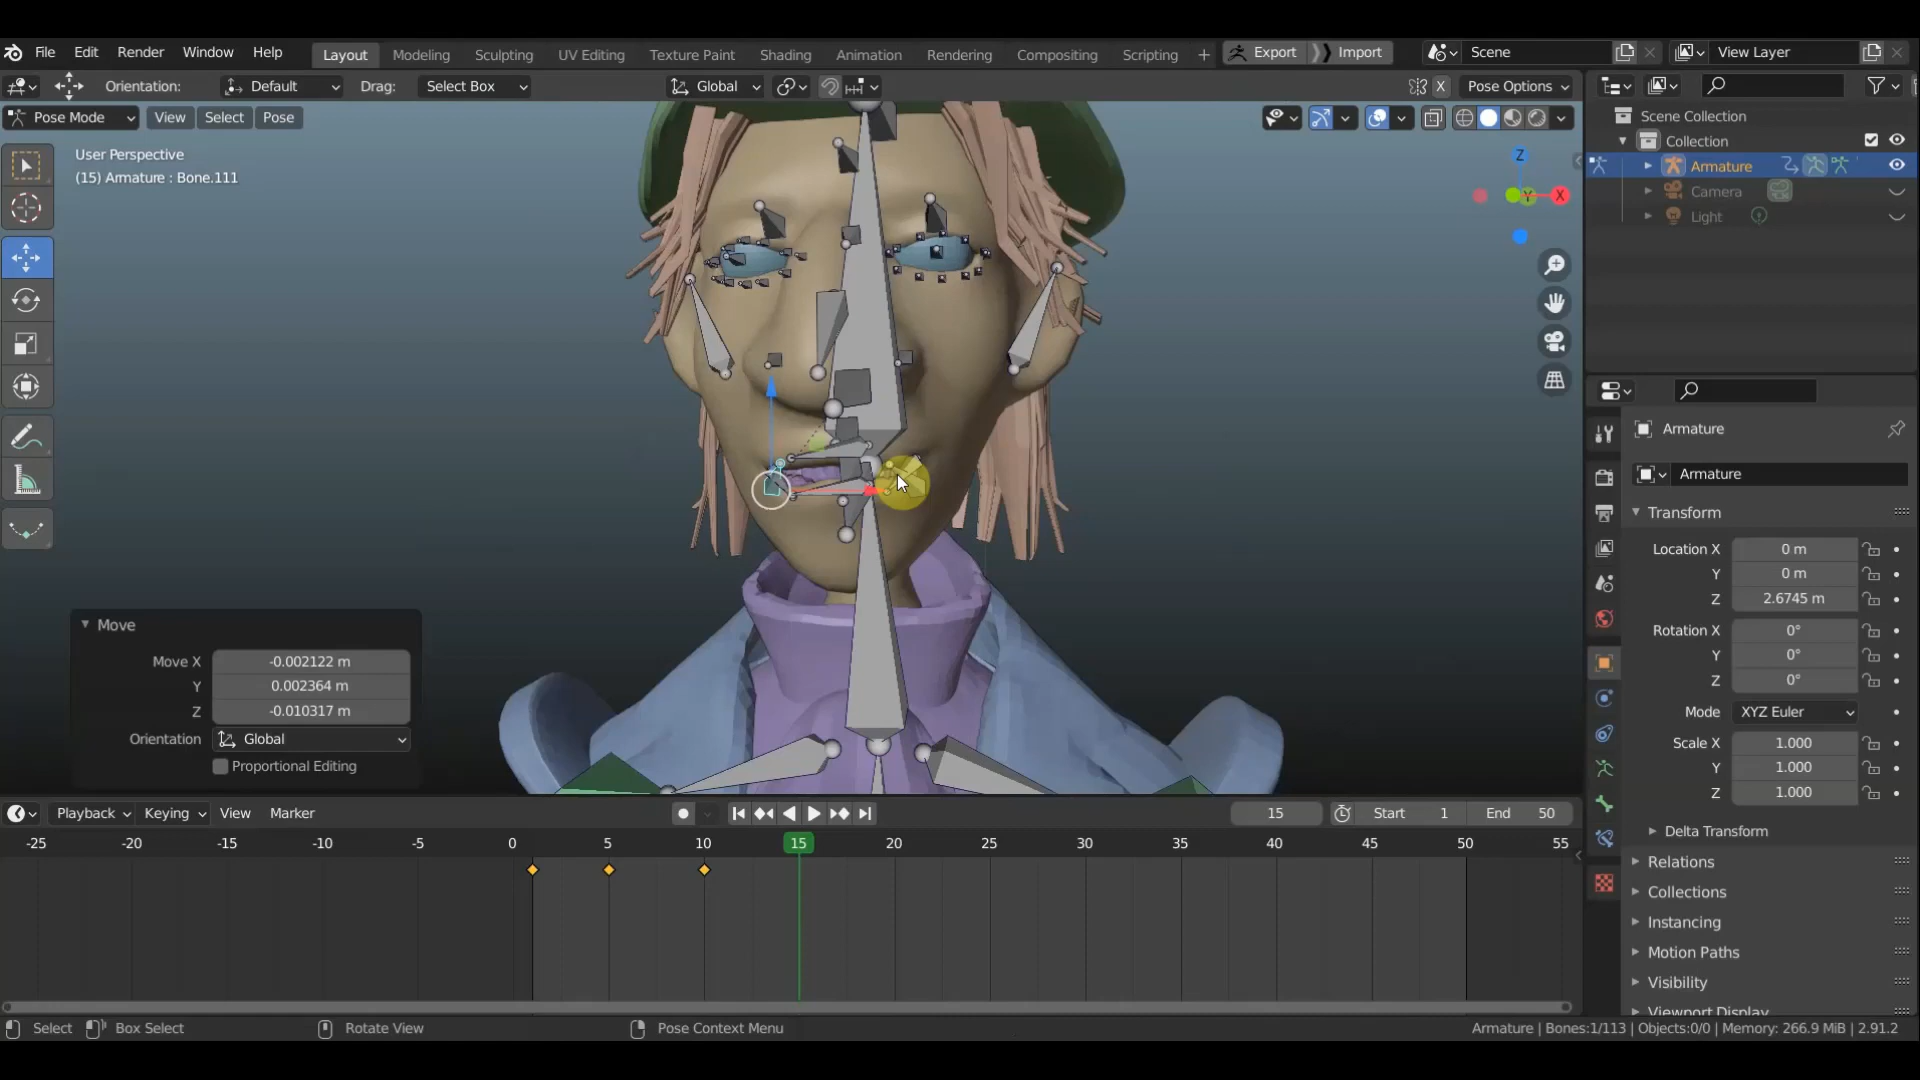 File Edit Render Window Help Layout Modeling Sculpting UV Editing Texture Paint Shading Animation Rendering Compositing Scripting + Export Import Scene View Layer
Orientation: Default Drag: Select Box Global X Pose Options
Pose Mode View Select Pose
User Perspective
(15) Armature : Bone.111
Z
Y
X
Scene Collection
Collection
Armature
Camera
Light
Armature
Armature
Transform
Location X 0 m
Y 0 m
Z 2.6745 m
Rotation X 0°
Y 0°
Z 0°
Mode XYZ Euler
Scale X 1.000
Y 1.000
Z 1.000
Delta Transform
Relations
Collections
Instancing
Motion Paths
Visibility
Viewport Display
Move
Move X -0.002122 m
Y 0.002364 m
Z -0.010317 m
Orientation Global
Proportional Editing
Playback Keying View Marker 15 Start 1 End 50
-25 -20 -15 -10 -5 0 5 10 15 20 25 30 35 40 45 50 55
Select Box Select Rotate View Pose Context Menu Armature | Bones:1/113 | Objects:0/0 | Memory: 266.9 MiB | 2.91.2